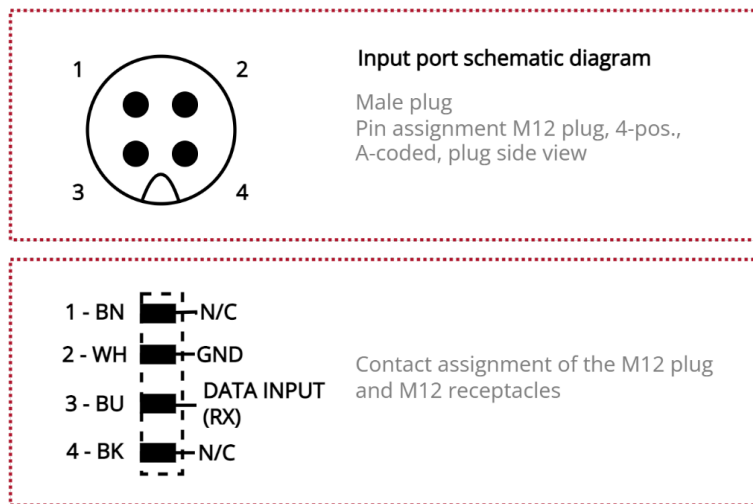 1
2
3
4
Input port schematic diagram
Male plug
Pin assignment M12 plug, 4-pos.,
A-coded, plug side view
1 - BN N/C
2 - WH GND
3 - BU DATA INPUT
(RX)
4 - BK N/C
Contact assignment of the M12 plug
and M12 receptacles